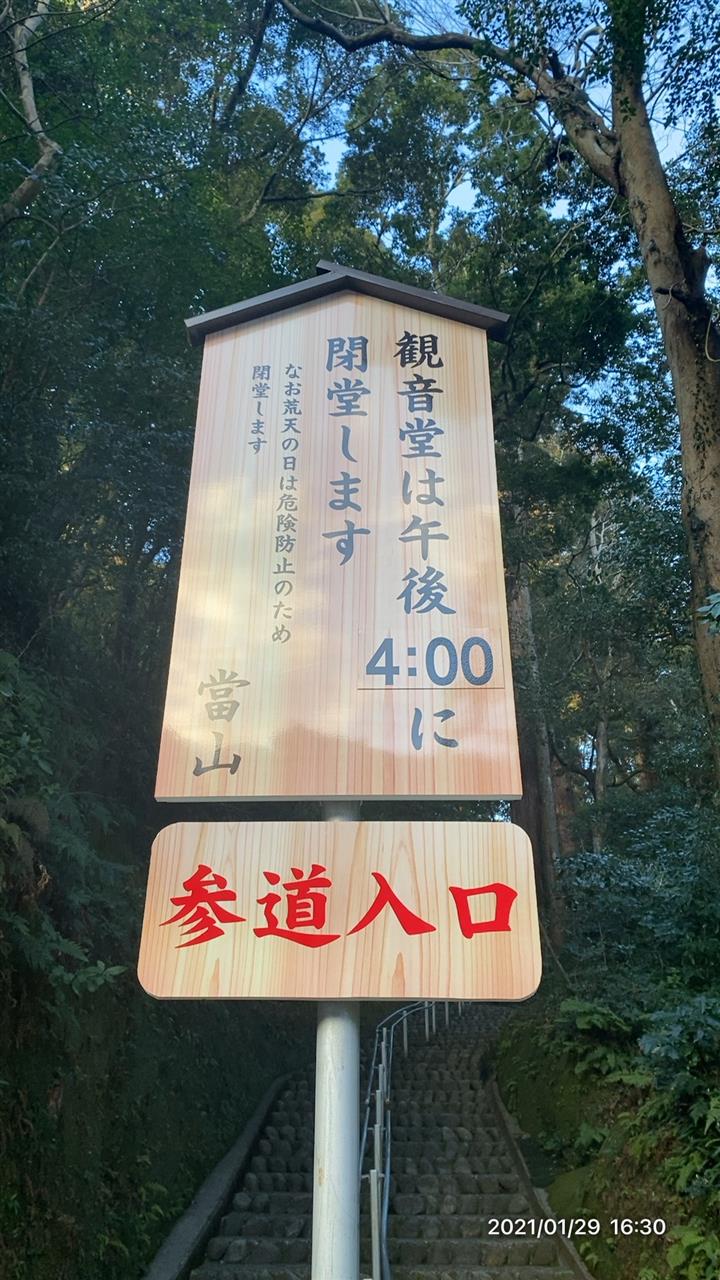 観音堂は午後4:00に
閉堂します
なお荒天の日は危険防止のため
閉堂します
當山
参道入口
2021/01/29 16:30